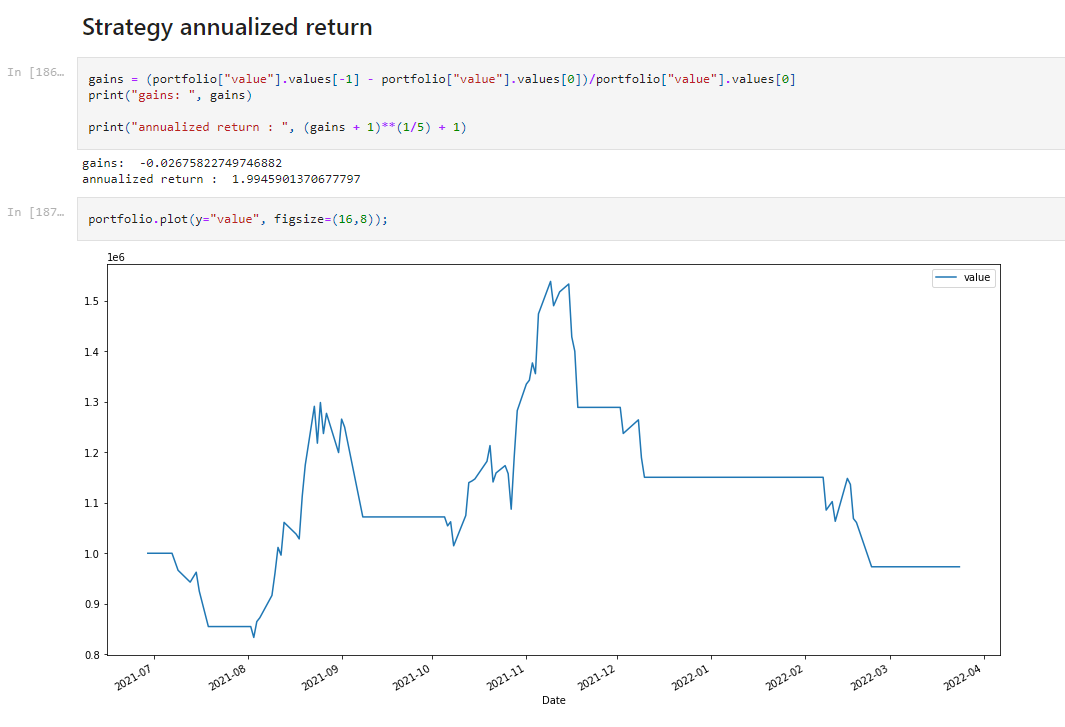 Strategy annualized return
In [186…
gains = (portfolio["value"].values[-1] - portfolio["value"].values[0])/portfolio["value"].values[0]
print("gains: ", gains)
print("annualized return : ", (gains + 1)**(1/5) + 1)
gains:  -0.02675822749746882
annualized return :  1.9945901370677797
In [187…
portfolio.plot(y="value", figsize=(16,8));
1e6
value
1.5
1.4
1.3
1.2
1.1
1.0
0.9
0.8
2021-07
2021-08
2021-09
2021-10
2021-11
2021-12
2022-01
2022-02
2022-03
2022-04
Date